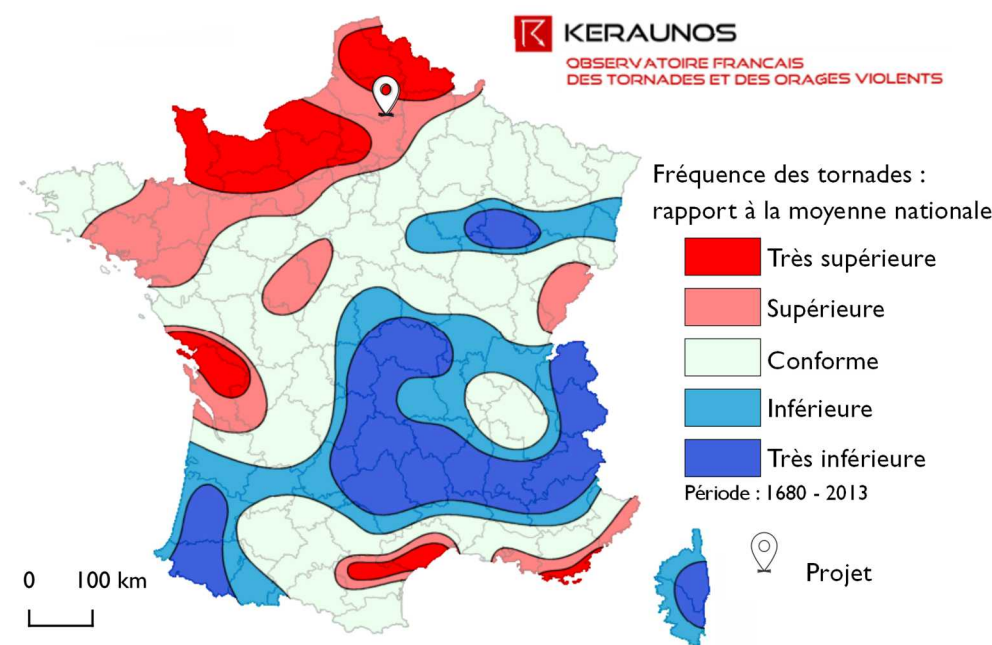 KERAUNOS
OBSERVATOIRE FRANCAIS
DES TORNADES ET DES ORAGES VIOLENTS
Fréquence des tornades :
rapport à la moyenne nationale
Très supérieure
Supérieure
Conforme
Inférieure
Très inférieure
Période : 1680 - 2013
0 100 km
Projet